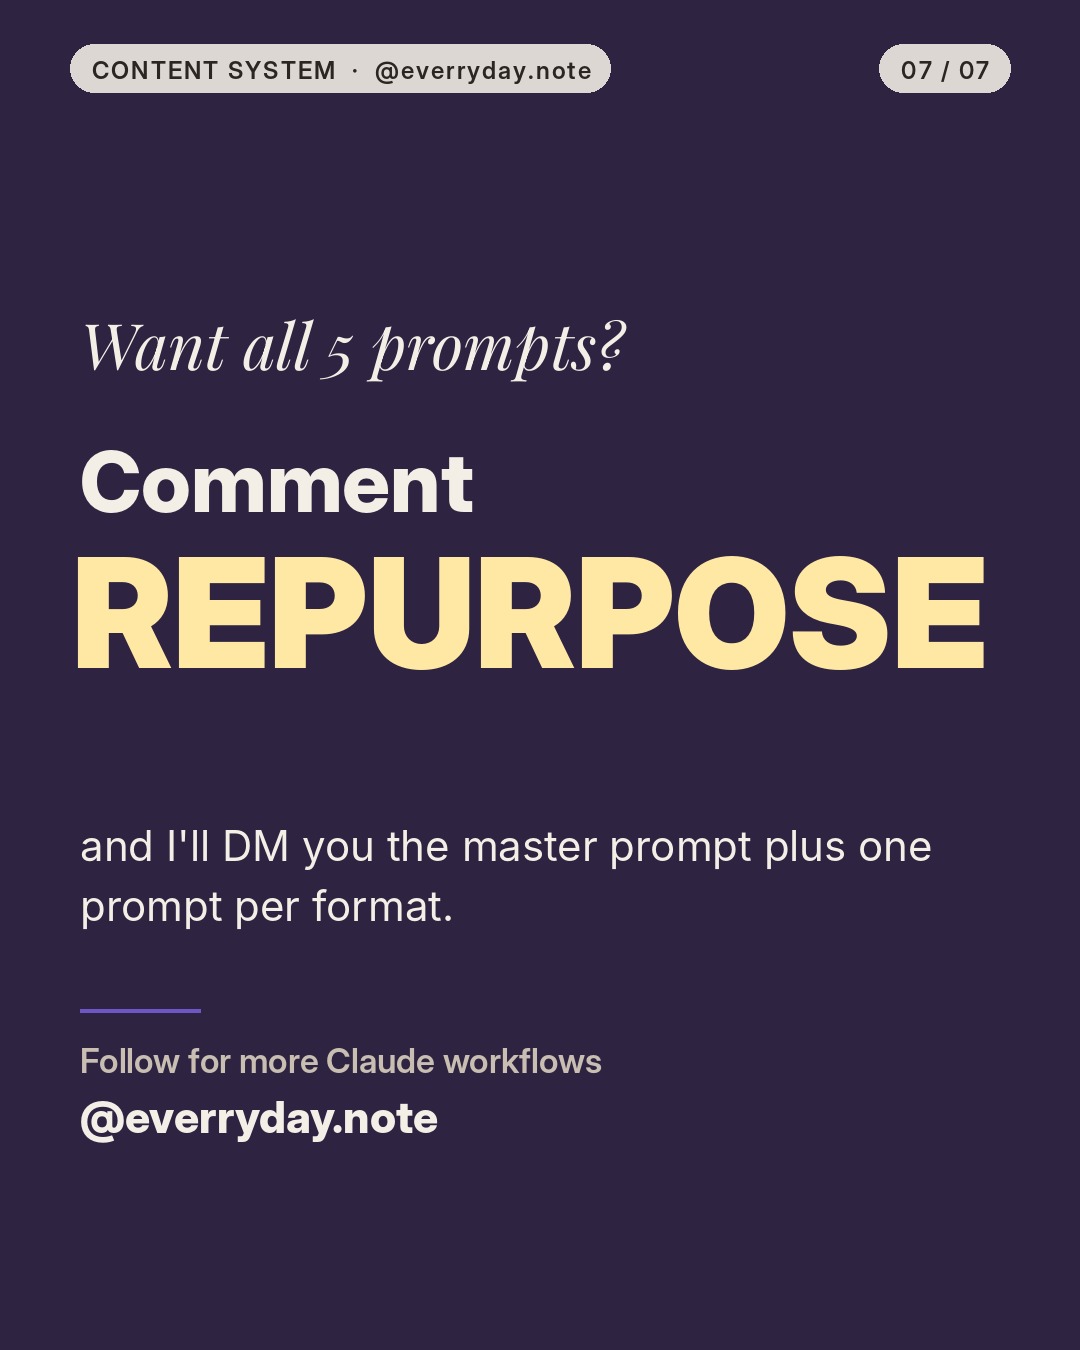 CONTENT SYSTEM · @everryday.note
07 / 07
Want all 5 prompts?
Comment
REPURPOSE
and I'll DM you the master prompt plus one
prompt per format.
Follow for more Claude workflows
@everryday.note